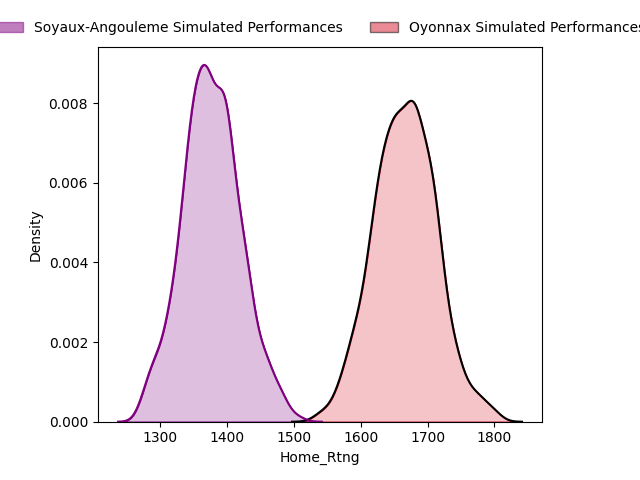 Soyaux-Angouleme Simulated Performances
Oyonnax Simulated Performances
0.008
0.006
0.004
0.002
0.000
Density
1300 1400 1500 1600 1700 1800
Home_Rtng